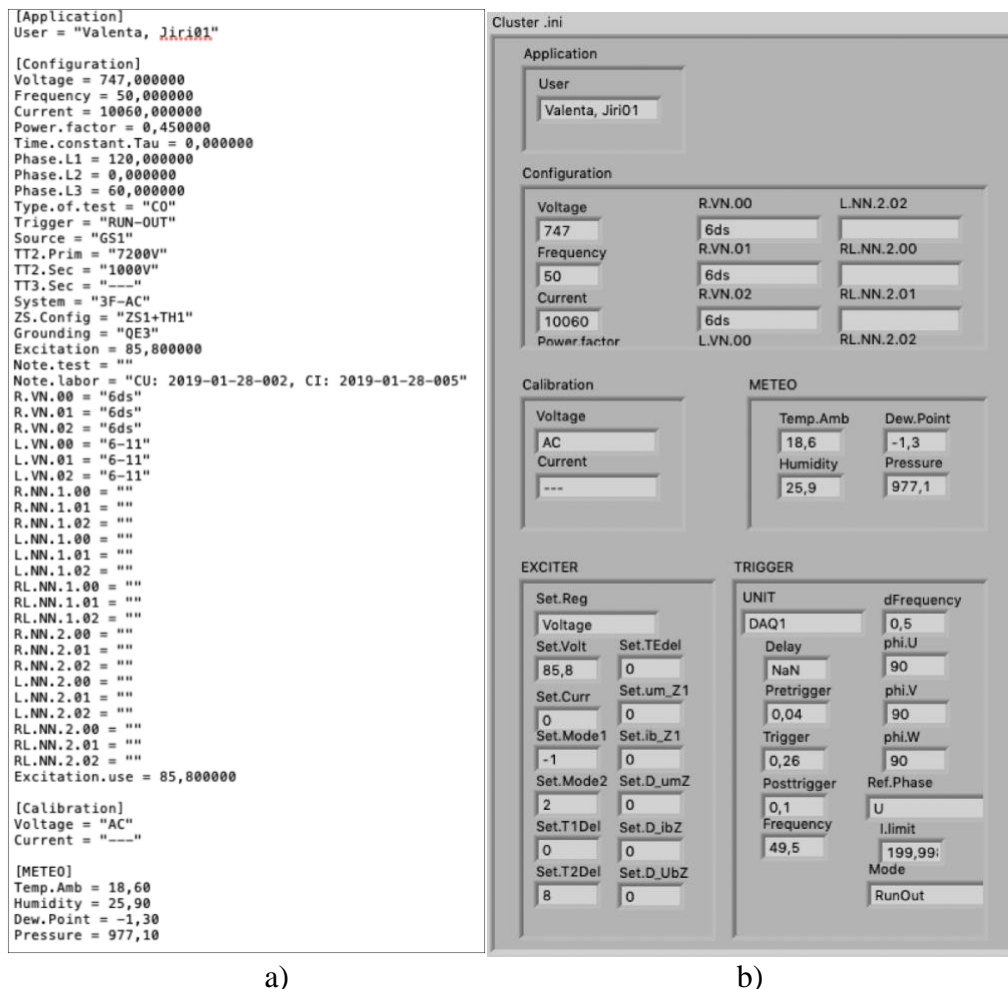 [Application]
User = "Valenta, Jiri01"
[Configuration]
Voltage = 747,000000
Frequency = 50,000000
Current = 10060,000000
Power.factor = 0,450000
Time.constant.Tau = 0,000000
Phase.L1 = 120,000000
Phase.L2 = 0,000000
Phase.L3 = 60,000000
Type.of.test = "CO"
Trigger = "RUN-OUT"
Source = "GS1"
TT2.Prim = "7200V"
TT2.Sec = "1000V"
TT3.Sec = "---"
System = "3F-AC"
ZS.Config = "ZS1+TH1"
Grounding = "QE3"
Excitation = 85,800000
Note.test = ""
Note.labor = "CU: 2019-01-28-002, CI: 2019-01-28-005"
R.VN.00 = "6ds"
R.VN.01 = "6ds"
R.VN.02 = "6ds"
L.VN.00 = "6-11"
L.VN.01 = "6-11"
L.VN.02 = "6-11"
R.NN.1.00 = ""
R.NN.1.01 = ""
R.NN.1.02 = ""
L.NN.1.00 = ""
L.NN.1.01 = ""
L.NN.1.02 = ""
RL.NN.1.00 = ""
RL.NN.1.01 = ""
RL.NN.1.02 = ""
R.NN.2.00 = ""
R.NN.2.01 = ""
R.NN.2.02 = ""
L.NN.2.00 = ""
L.NN.2.01 = ""
L.NN.2.02 = ""
RL.NN.2.00 = ""
RL.NN.2.01 = ""
RL.NN.2.02 = ""
Excitation.use = 85,800000
[Calibration]
Voltage = "AC"
Current = "---"
[METEO]
Temp.Amb = 18,60
Humidity = 25,90
Dew.Point = -1,30
Pressure = 977,10
a)
Cluster .ini
Application
User
Valenta, Jiri01
Configuration
Voltage R.VN.00 L.NN.2.02
747 6ds
Frequency R.VN.01 RL.NN.2.00
50 6ds
Current R.VN.02 RL.NN.2.01
10060 6ds
Power factor L.VN.00 RL.NN.2.02
Calibration
Voltage
AC
Current
---
METEO
Temp.Amb Dew.Point
18,6 -1,3
Humidity Pressure
25,9 977,1
EXCITER
Set.Reg
Voltage
Set.Volt Set.TEdel
85,8 0
Set.Curr Set.um_Z1
0 0
Set.Mode1 Set.ib_Z1
-1 0
Set.Mode2 Set.D_umZ
2 0
Set.T1Del Set.D_ibZ
0 0
Set.T2Del Set.D_UbZ
8 0
TRIGGER
UNIT dFrequency
DAQ1 0,5
Delay phi.U
NaN 90
Pretrigger phi.V
0,04 90
Trigger phi.W
0,26 90
Posttrigger Ref.Phase
0,1 U
Frequency I.limit
49,5
Mode
RunOut
b)